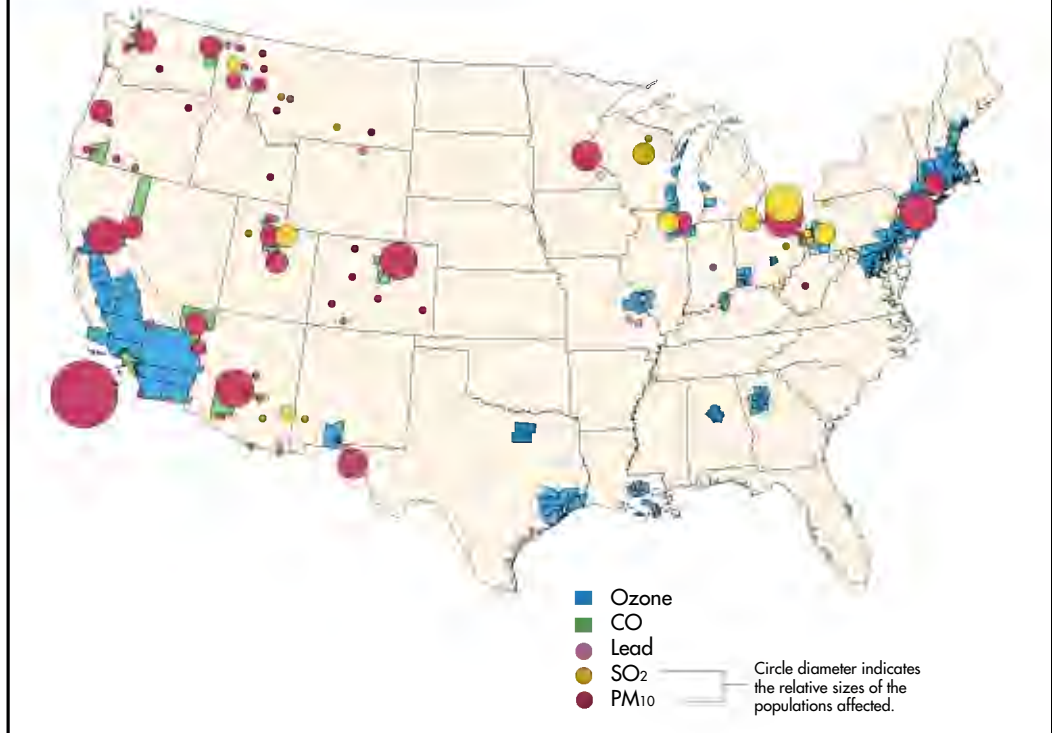 Ozone
CO
Lead
SO₂
PM₁₀
Circle diameter indicates
the relative sizes of the
populations affected.